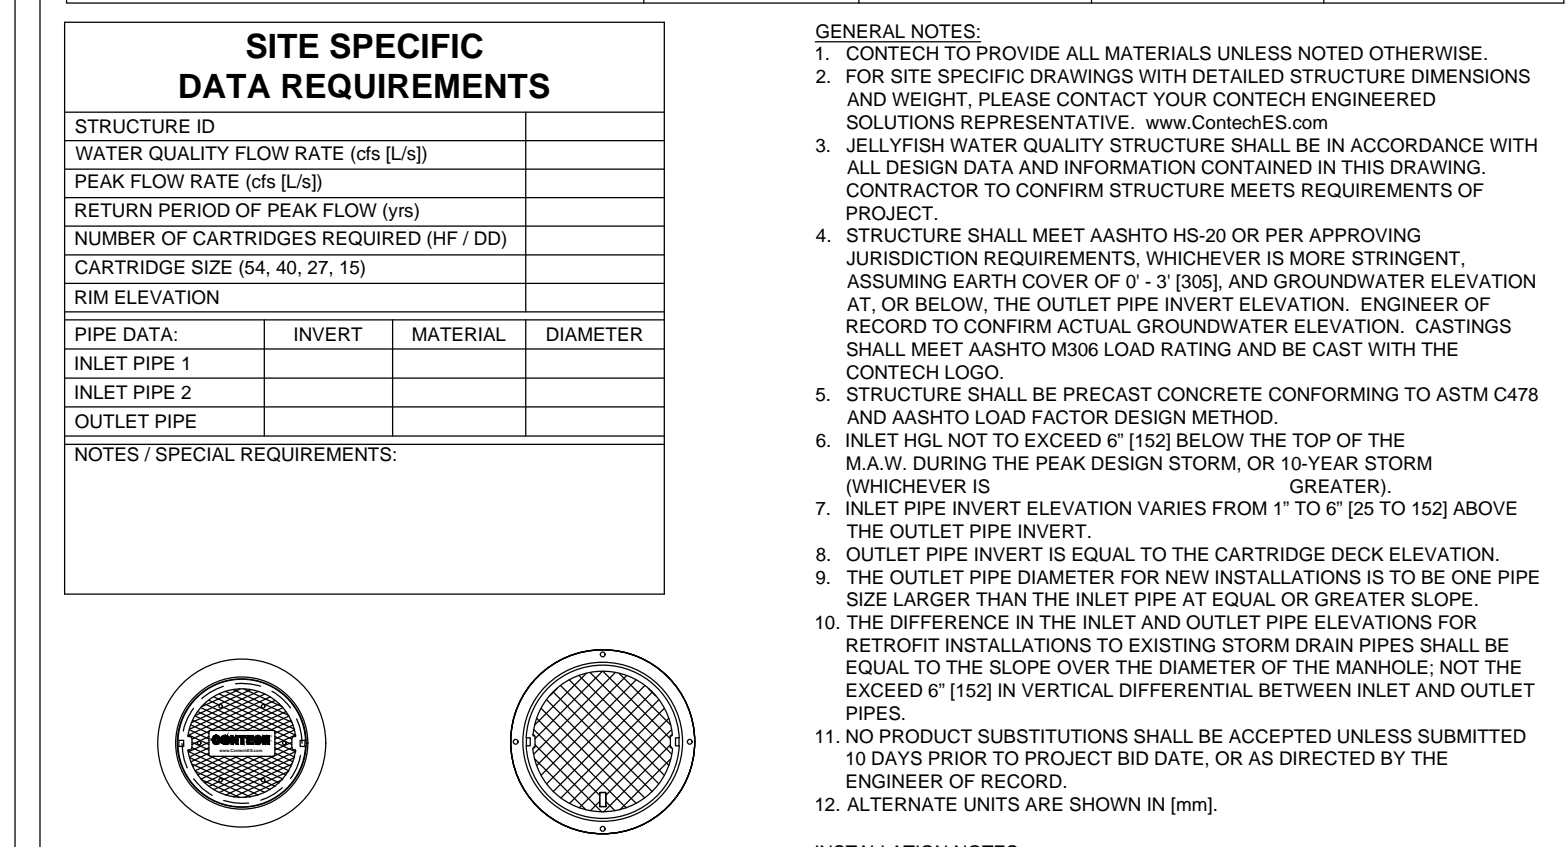 SITE SPECIFIC
DATA REQUIREMENTS
STRUCTURE ID
WATER QUALITY FLOW RATE (cfs [L/s])
PEAK FLOW RATE (cfs [L/s])
RETURN PERIOD OF PEAK FLOW (yrs)
NUMBER OF CARTRIDGES REQUIRED (HF / DD)
CARTRIDGE SIZE (54, 40, 27, 15)
RIM ELEVATION
PIPE DATA: INVERT MATERIAL DIAMETER
INLET PIPE 1
INLET PIPE 2
OUTLET PIPE
NOTES / SPECIAL REQUIREMENTS:
CONTECH
www.ContechES.com
GENERAL NOTES:
1. CONTECH TO PROVIDE ALL MATERIALS UNLESS NOTED OTHERWISE.
2. FOR SITE SPECIFIC DRAWINGS WITH DETAILED STRUCTURE DIMENSIONS
AND WEIGHT, PLEASE CONTACT YOUR CONTECH ENGINEERED
SOLUTIONS REPRESENTATIVE. www.ContechES.com
3. JELLYFISH WATER QUALITY STRUCTURE SHALL BE IN ACCORDANCE WITH
ALL DESIGN DATA AND INFORMATION CONTAINED IN THIS DRAWING.
CONTRACTOR TO CONFIRM STRUCTURE MEETS REQUIREMENTS OF
PROJECT.
4. STRUCTURE SHALL MEET AASHTO HS-20 OR PER APPROVING
JURISDICTION REQUIREMENTS, WHICHEVER IS MORE STRINGENT,
ASSUMING EARTH COVER OF 0' - 3' [305], AND GROUNDWATER ELEVATION
AT, OR BELOW, THE OUTLET PIPE INVERT ELEVATION. ENGINEER OF
RECORD TO CONFIRM ACTUAL GROUNDWATER ELEVATION. CASTINGS
SHALL MEET AASHTO M306 LOAD RATING AND BE CAST WITH THE
CONTECH LOGO.
5. STRUCTURE SHALL BE PRECAST CONCRETE CONFORMING TO ASTM C478
AND AASHTO LOAD FACTOR DESIGN METHOD.
6. INLET HGL NOT TO EXCEED 6” [152] BELOW THE TOP OF THE
M.A.W. DURING THE PEAK DESIGN STORM, OR 10-YEAR STORM
(WHICHEVER IS GREATER).
7. INLET PIPE INVERT ELEVATION VARIES FROM 1” TO 6” [25 TO 152] ABOVE
THE OUTLET PIPE INVERT.
8. OUTLET PIPE INVERT IS EQUAL TO THE CARTRIDGE DECK ELEVATION.
9. THE OUTLET PIPE DIAMETER FOR NEW INSTALLATIONS IS TO BE ONE PIPE
SIZE LARGER THAN THE INLET PIPE AT EQUAL OR GREATER SLOPE.
10. THE DIFFERENCE IN THE INLET AND OUTLET PIPE ELEVATIONS FOR
RETROFIT INSTALLATIONS TO EXISTING STORM DRAIN PIPES SHALL BE
EQUAL TO THE SLOPE OVER THE DIAMETER OF THE MANHOLE; NOT THE
EXCEED 6” [152] IN VERTICAL DIFFERENTIAL BETWEEN INLET AND OUTLET
PIPES.
11. NO PRODUCT SUBSTITUTIONS SHALL BE ACCEPTED UNLESS SUBMITTED
10 DAYS PRIOR TO PROJECT BID DATE, OR AS DIRECTED BY THE
ENGINEER OF RECORD.
12. ALTERNATE UNITS ARE SHOWN IN [mm].